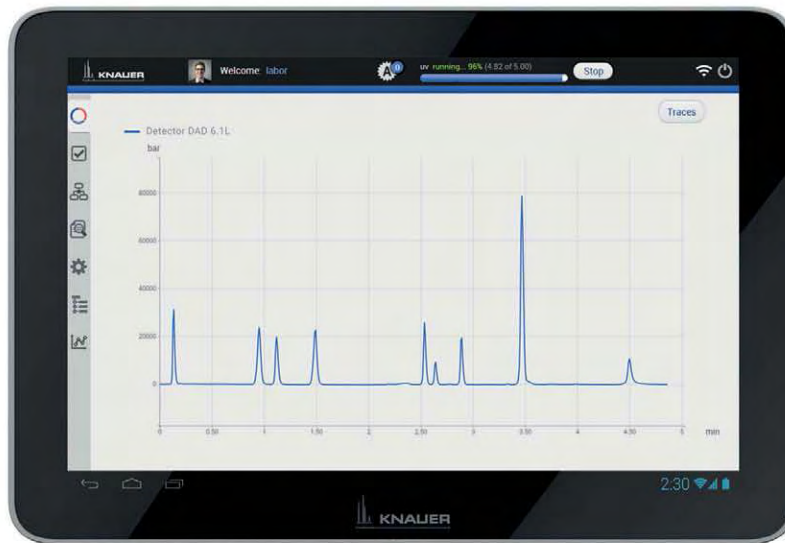 KNAUER
Welcome: labor
A 0
uv running... 96% (4.82 of 5.00)
Stop
Traces
Detector DAD 6.1L
bar
80000
60000
40000
20000
0
0 0.50 1 1.50 2 2.50 3 3.50 4 4.50 5 min
2:30
KNAUER